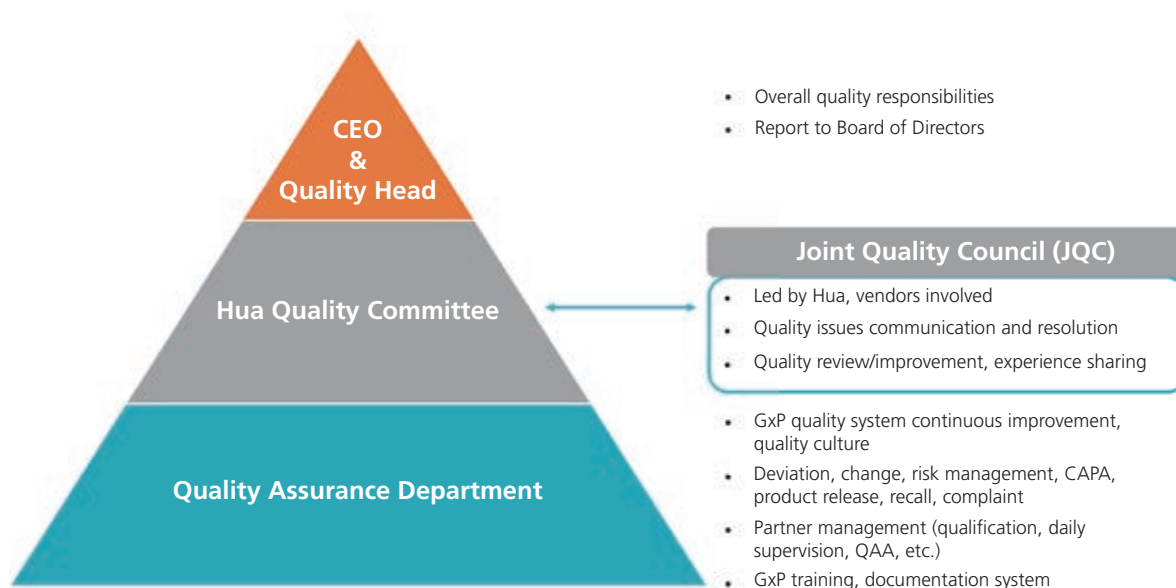 CEO
&
Quality Head
• Overall quality responsibilities
• Report to Board of Directors
Hua Quality Committee
Joint Quality Council (JQC)
• Led by Hua, vendors involved
• Quality issues communication and resolution
• Quality review/improvement, experience sharing
Quality Assurance Department
• GxP quality system continuous improvement,
quality culture
• Deviation, change, risk management, CAPA,
product release, recall, complaint
• Partner management (qualification, daily
supervision, QAA, etc.)
• GxP training, documentation system